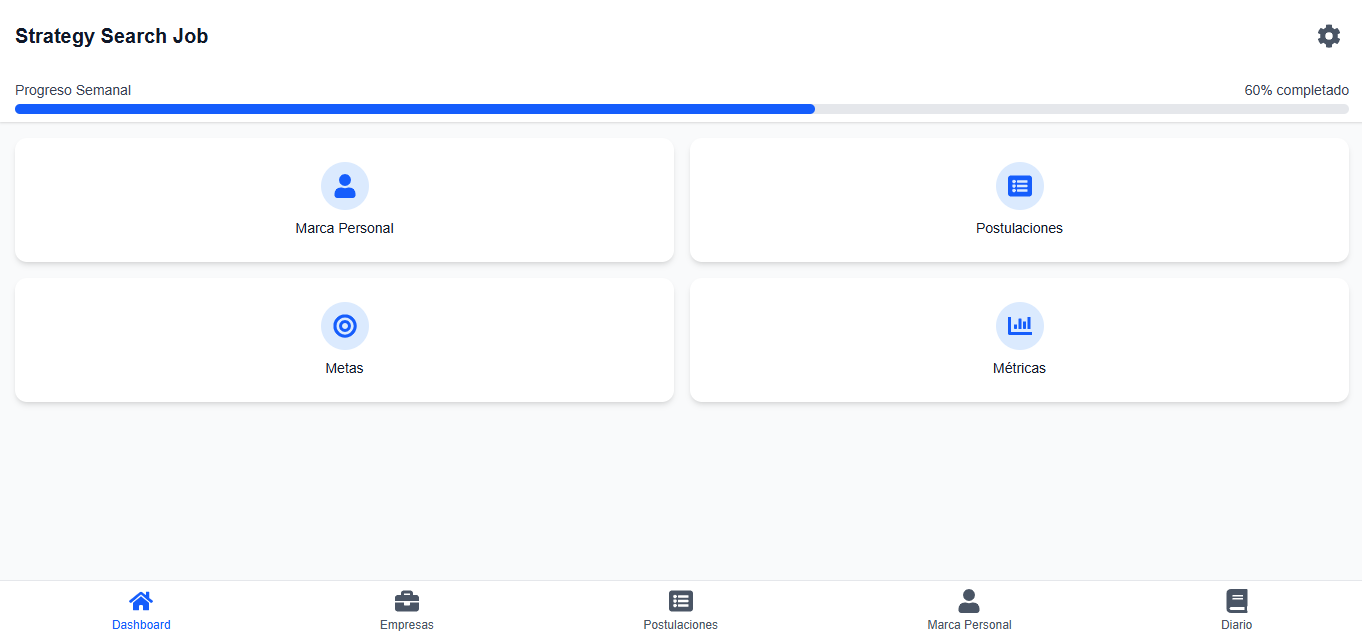 Strategy Search Job
Progreso Semanal
60% completado
Marca Personal
Postulaciones
Metas
Métricas
Dashboard
Empresas
Postulaciones
Marca Personal
Diario